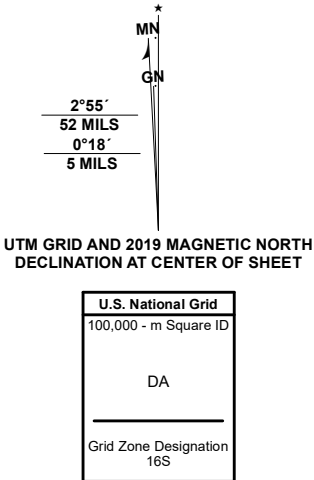 ★
MN
GN
2°55´
52 MILS
0°18´
5 MILS
UTM GRID AND 2019 MAGNETIC NORTH
DECLINATION AT CENTER OF SHEET
U.S. National Grid
100,000 - m Square ID
DA
Grid Zone Designation
16S